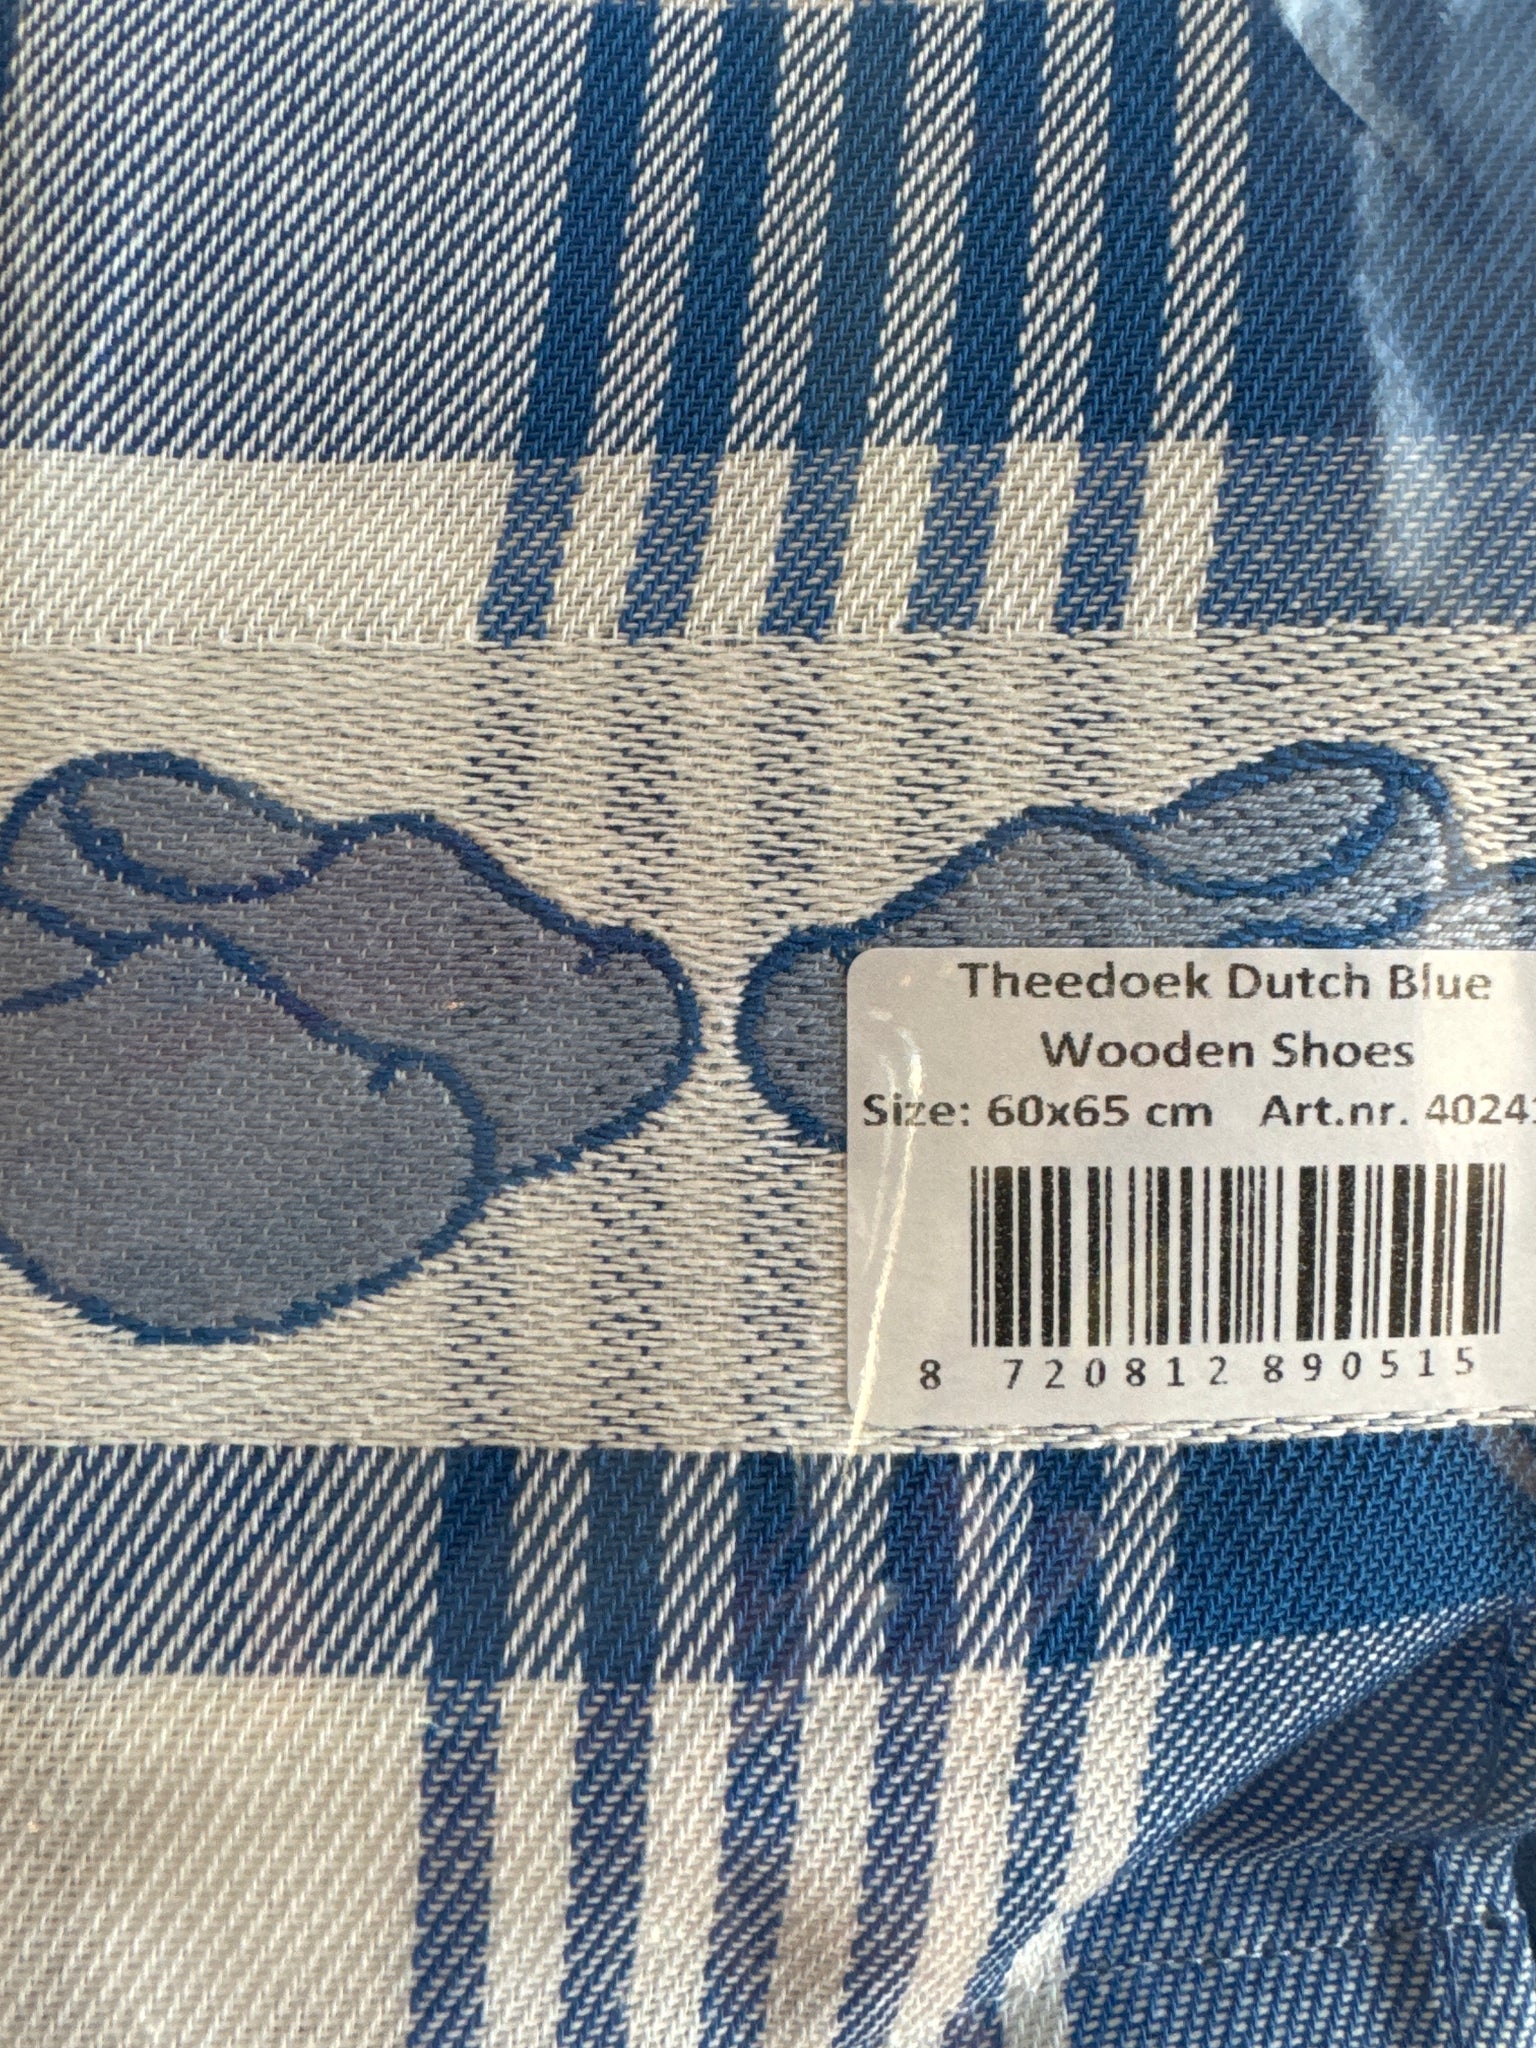 Theedoek Dutch Blue
Wooden Shoes
Size: 60x65 cm Art.nr. 4024
8 720812 890515